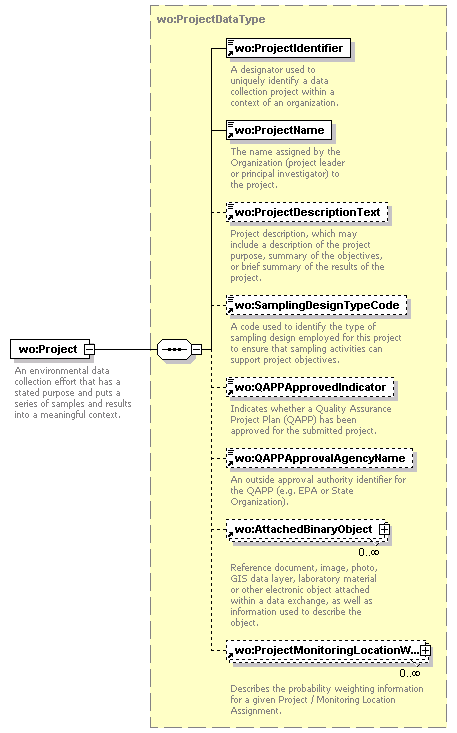 wo:ProjectDataType
wo:ProjectIdentifier
A designator used to
uniquely identify a data
collection project within a
context of an organization.
wo:ProjectName
The name assigned by the
Organization (project leader
or principal investigator) to
the project.
wo:ProjectDescriptionText
Project description, which may
include a description of the project
purpose, summary of the objectives,
or brief summary of the results of the
project.
wo:SamplingDesignTypeCode
A code used to identify the type of
sampling design employed for this project
to ensure that sampling activities can
support project objectives.
wo:Project
An environmental data
collection effort that has a
stated purpose and puts a
series of samples and results
into a meaningful context.
wo:QAPPApprovedIndicator
Indicates whether a Quality Assurance
Project Plan (QAPP) has been
approved for the submitted project.
wo:QAPPApprovalAgencyName
An outside approval authority identifier for
the QAPP (e.g. EPA or State
Organization).
wo:AttachedBinaryObject
0..∞
Reference document, image, photo,
GIS data layer, laboratory material
or other electronic object attached
within a data exchange, as well as
information used to describe the
object.
wo:ProjectMonitoringLocationW...
0..∞
Describes the probability weighting information
for a given Project / Monitoring Location
Assignment.